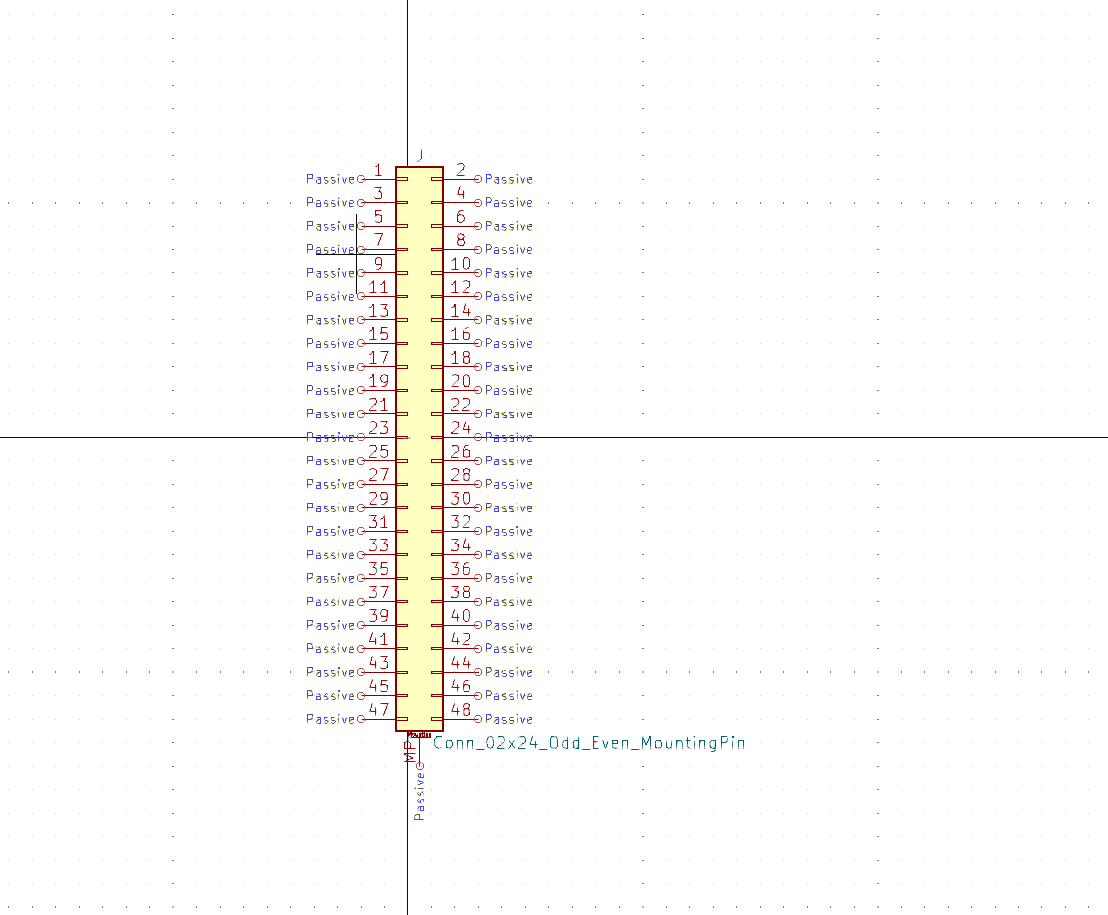 J
Passive 1 2 Passive
Passive 3 4 Passive
Passive 5 6 Passive
Passive 7 8 Passive
Passive 9 10 Passive
Passive 11 12 Passive
Passive 13 14 Passive
Passive 15 16 Passive
Passive 17 18 Passive
Passive 19 20 Passive
Passive 21 22 Passive
Passive 23 24 Passive
Passive 25 26 Passive
Passive 27 28 Passive
Passive 29 30 Passive
Passive 31 32 Passive
Passive 33 34 Passive
Passive 35 36 Passive
Passive 37 38 Passive
Passive 39 40 Passive
Passive 41 42 Passive
Passive 43 44 Passive
Passive 45 46 Passive
Passive 47 48 Passive
Mounting
MP
Conn_02x24_Odd_Even_MountingPin
Passive